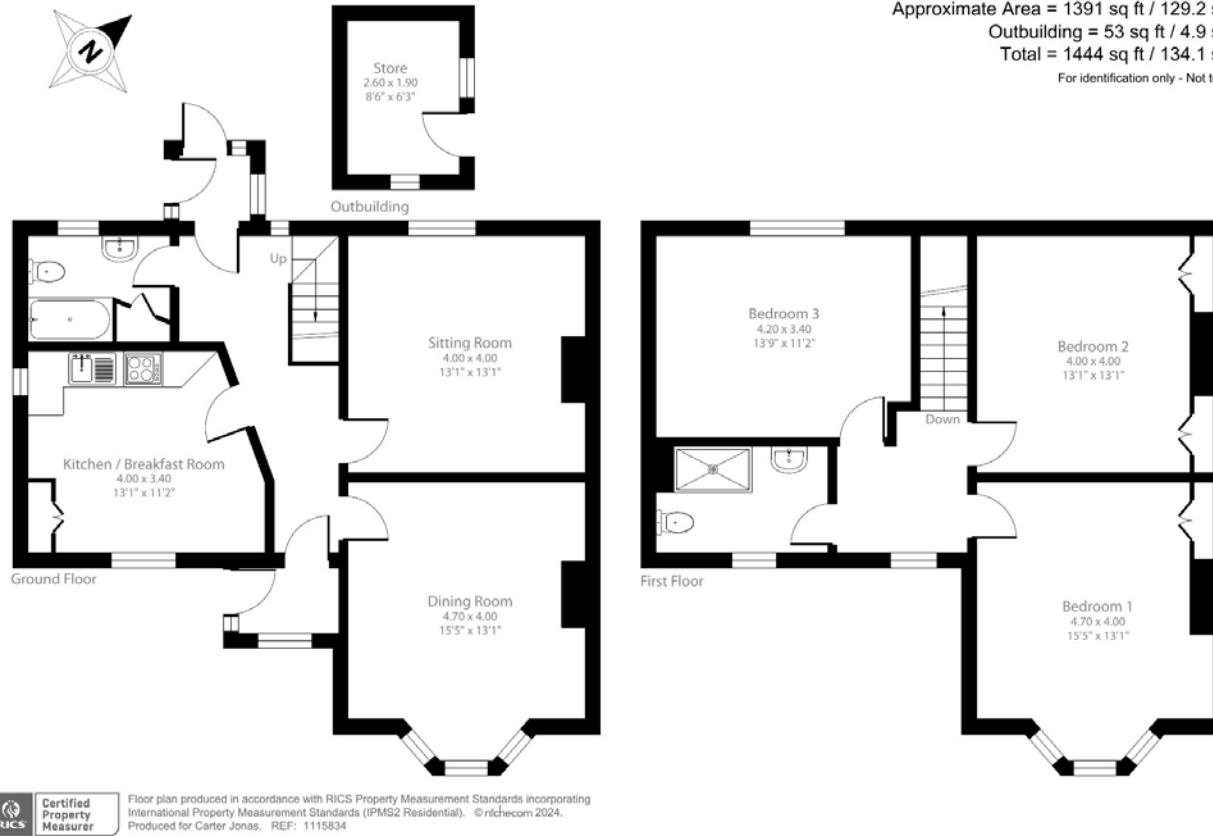 Approximate Area = 1391 sq ft / 129.2 s
Outbuilding = 53 sq ft / 4.9 s
Total = 1444 sq ft / 134.1 s
For identification only - Not t
N
Store
2.60 x 1.90
8'6" x 6'3"
Outbuilding
Up
Sitting Room
4.00 x 4.00
13'1" x 13'1"
Kitchen / Breakfast Room
4.00 x 3.40
13'1" x 11'2"
Ground Floor
Dining Room
4.70 x 4.00
15'5" x 13'1"
Bedroom 3
4.20 x 3.40
13'9" x 11'2"
Bedroom 2
4.00 x 4.00
13'1" x 13'1"
Down
First Floor
Bedroom 1
4.70 x 4.00
15'5" x 13'1"
RICS
Certified
Property
Measurer
Floor plan produced in accordance with RICS Property Measurement Standards incorporating
International Property Measurement Standards (IPMS2 Residential). © nichecom 2024.
Produced for Carter Jonas. REF: 1115834